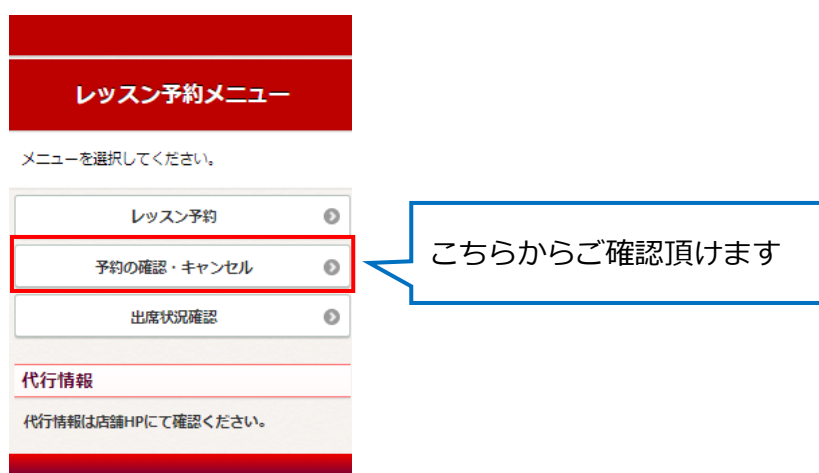 レッスン予約メニュー
メニューを選択してください。
レッスン予約
予約の確認・キャンセル
こちらからご確認頂けます
出席状況確認
代行情報
代行情報は店舗HPにて確認ください。